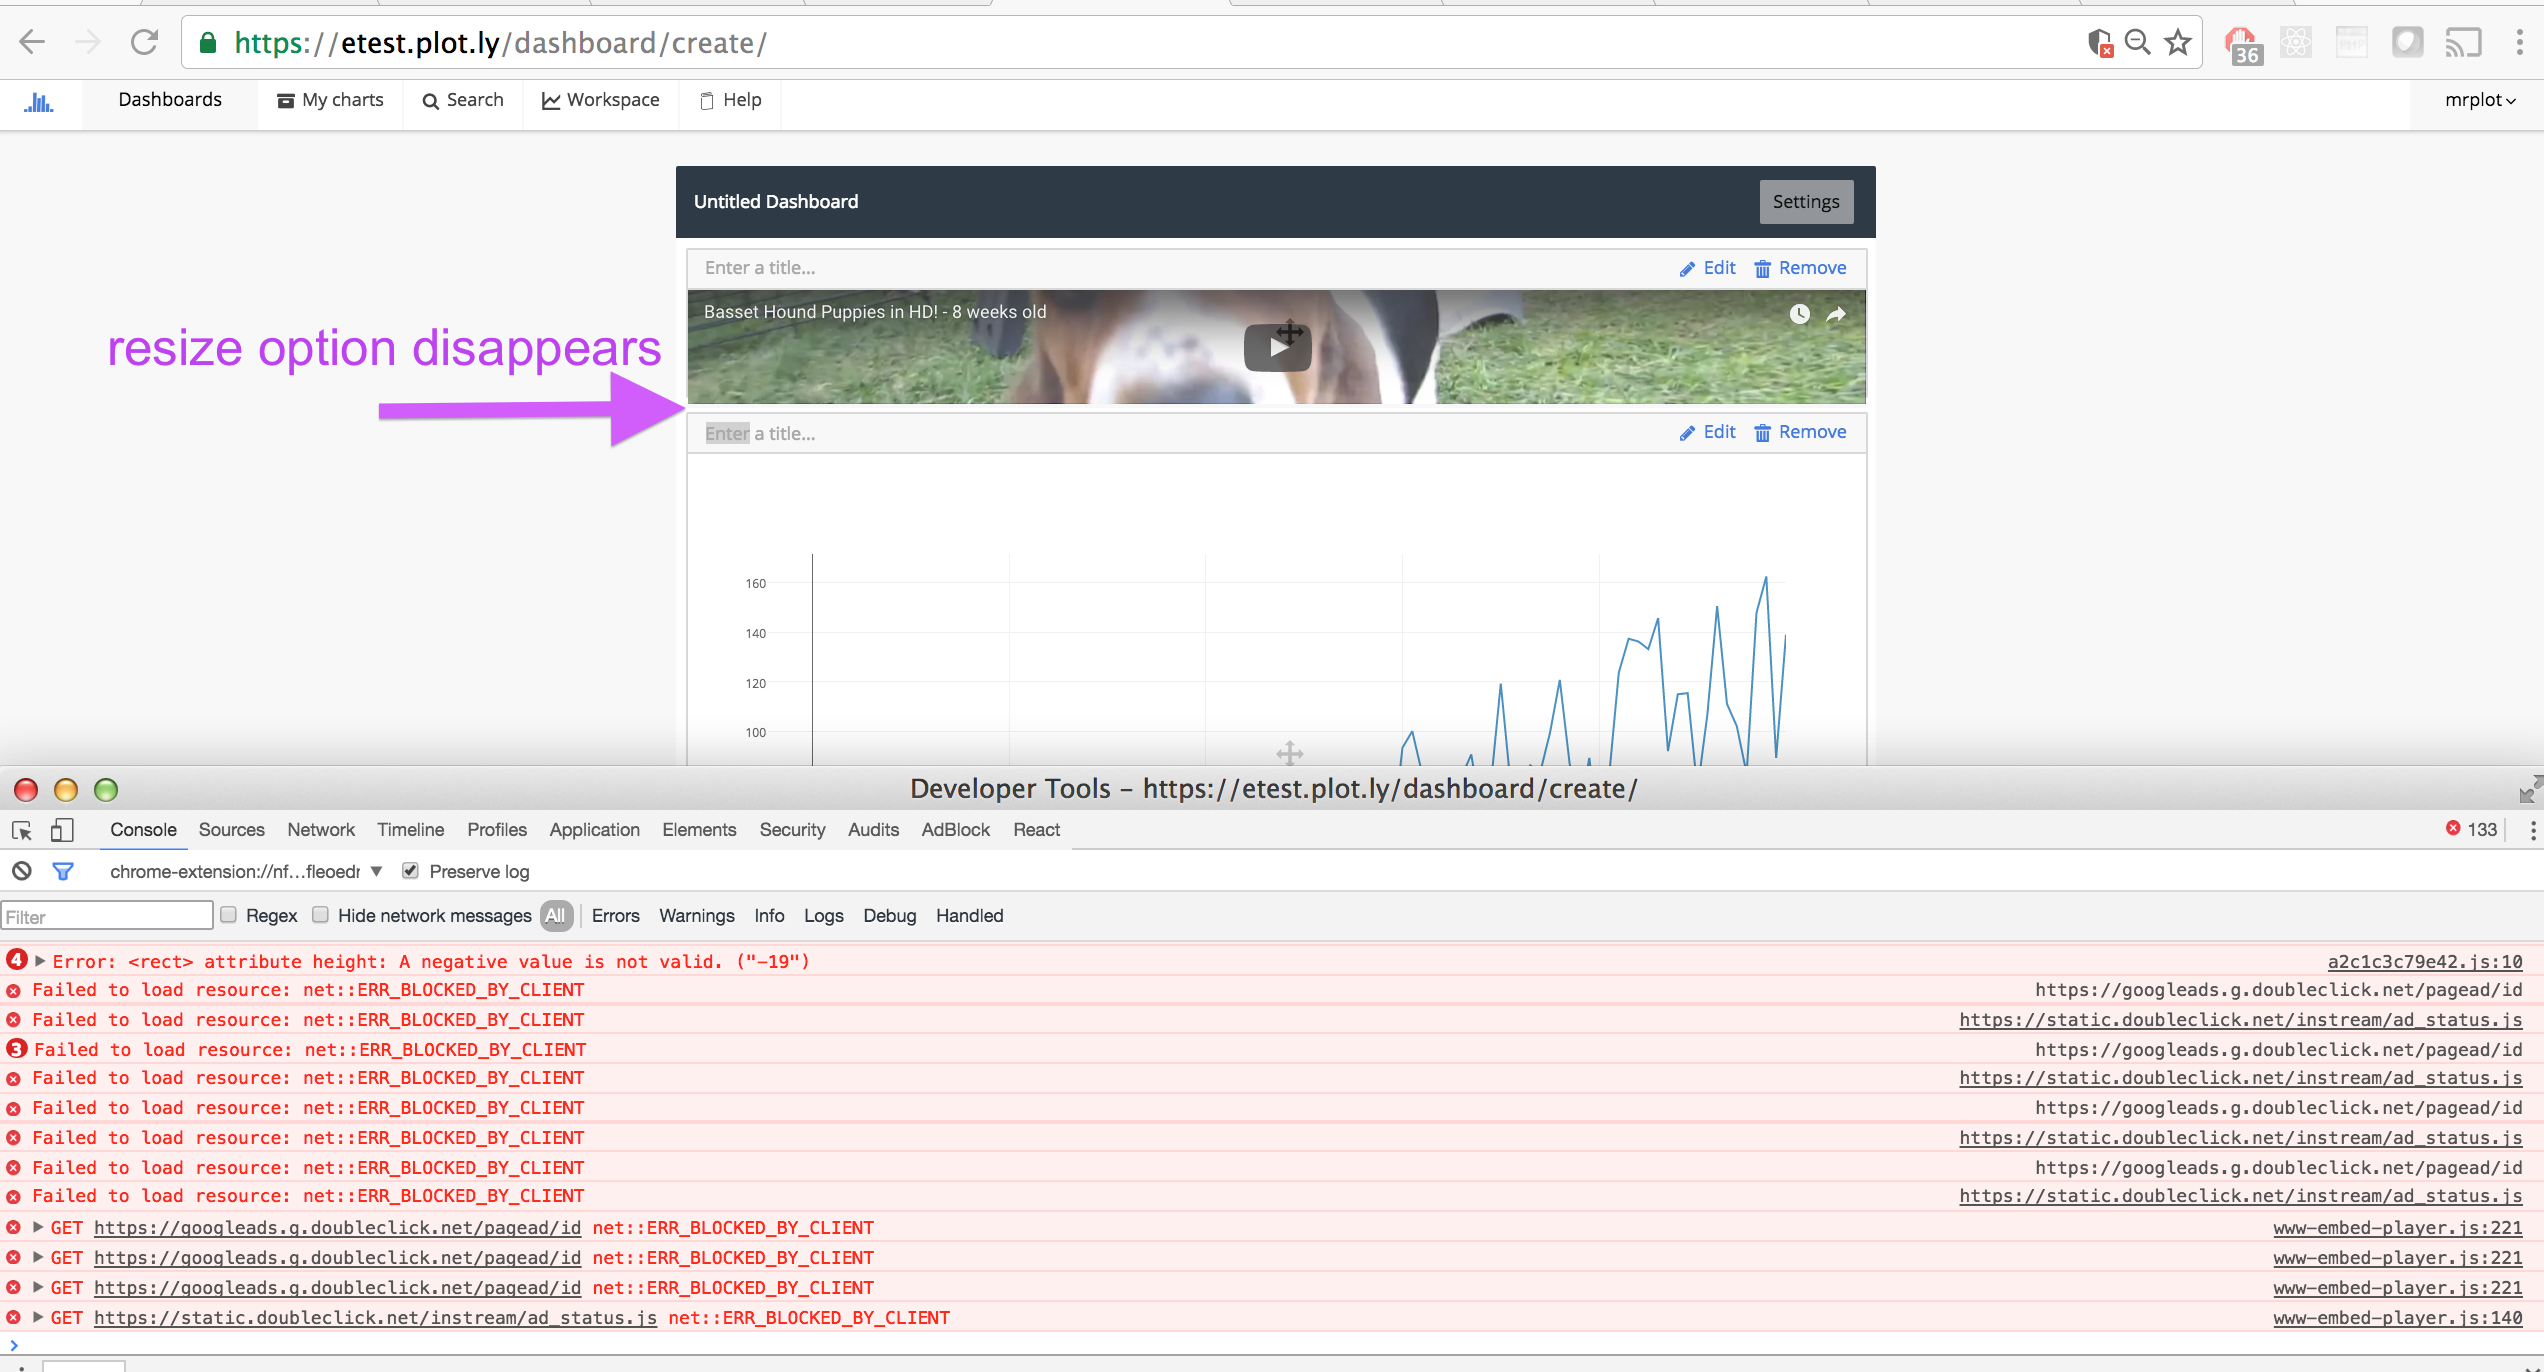 https://etest.plot.ly/dashboard/create/
36
Dashboards My charts Search Workspace Help mrplot
Untitled Dashboard Settings
Enter a title... Edit Remove
Basset Hound Puppies in HD! - 8 weeks old
resize option disappears
Enter a title... Edit Remove
160
140
120
100
Developer Tools - https://etest.plot.ly/dashboard/create/
Console Sources Network Timeline Profiles Application Elements Security Audits AdBlock React 133
chrome-extension://nf...fleoedr Preserve log
Filter Regex Hide network messages All Errors Warnings Info Logs Debug Handled
4 Error: <rect> attribute height: A negative value is not valid. ("-19") a2c1c3c79e42.js:10
Failed to load resource: net::ERR_BLOCKED_BY_CLIENT https://googleads.g.doubleclick.net/pagead/id
Failed to load resource: net::ERR_BLOCKED_BY_CLIENT https://static.doubleclick.net/instream/ad_status.js
3 Failed to load resource: net::ERR_BLOCKED_BY_CLIENT https://googleads.g.doubleclick.net/pagead/id
Failed to load resource: net::ERR_BLOCKED_BY_CLIENT https://static.doubleclick.net/instream/ad_status.js
Failed to load resource: net::ERR_BLOCKED_BY_CLIENT https://googleads.g.doubleclick.net/pagead/id
Failed to load resource: net::ERR_BLOCKED_BY_CLIENT https://static.doubleclick.net/instream/ad_status.js
Failed to load resource: net::ERR_BLOCKED_BY_CLIENT https://googleads.g.doubleclick.net/pagead/id
Failed to load resource: net::ERR_BLOCKED_BY_CLIENT https://static.doubleclick.net/instream/ad_status.js
GET https://googleads.g.doubleclick.net/pagead/id net::ERR_BLOCKED_BY_CLIENT www-embed-player.js:221
GET https://googleads.g.doubleclick.net/pagead/id net::ERR_BLOCKED_BY_CLIENT www-embed-player.js:221
GET https://googleads.g.doubleclick.net/pagead/id net::ERR_BLOCKED_BY_CLIENT www-embed-player.js:221
GET https://static.doubleclick.net/instream/ad_status.js net::ERR_BLOCKED_BY_CLIENT www-embed-player.js:140